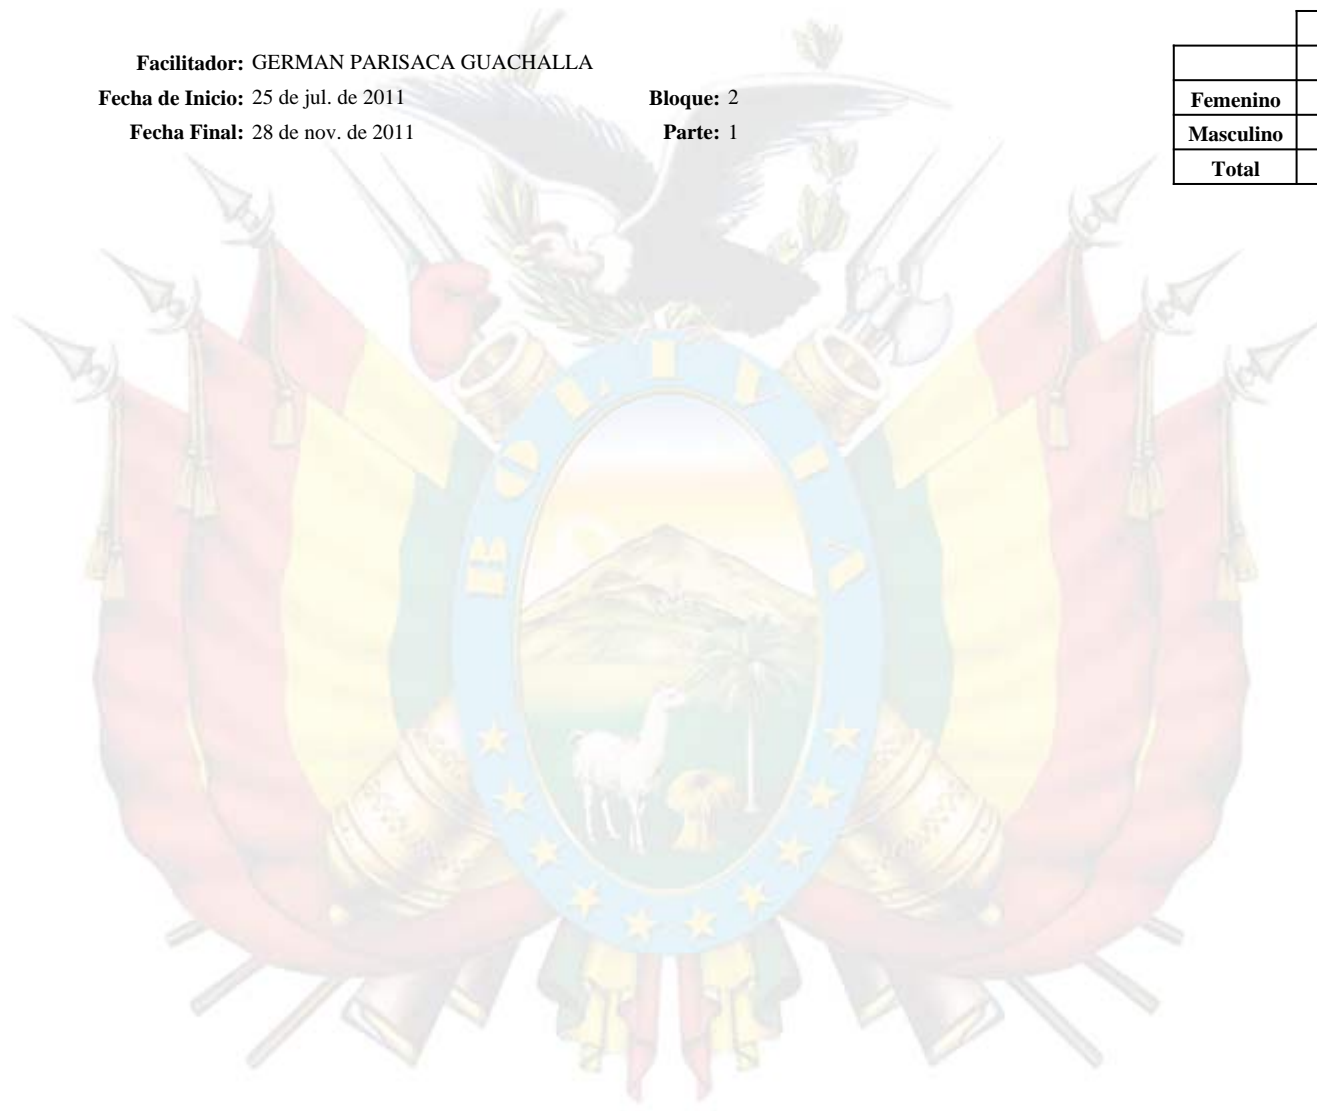 Facilitador: GERMAN PARISACA GUACHALLA
Fecha de Inicio: 25 de jul. de 2011 Bloque: 2
Fecha Final: 28 de nov. de 2011 Parte: 1
Femenino
Masculino
Total
BOLIVIA